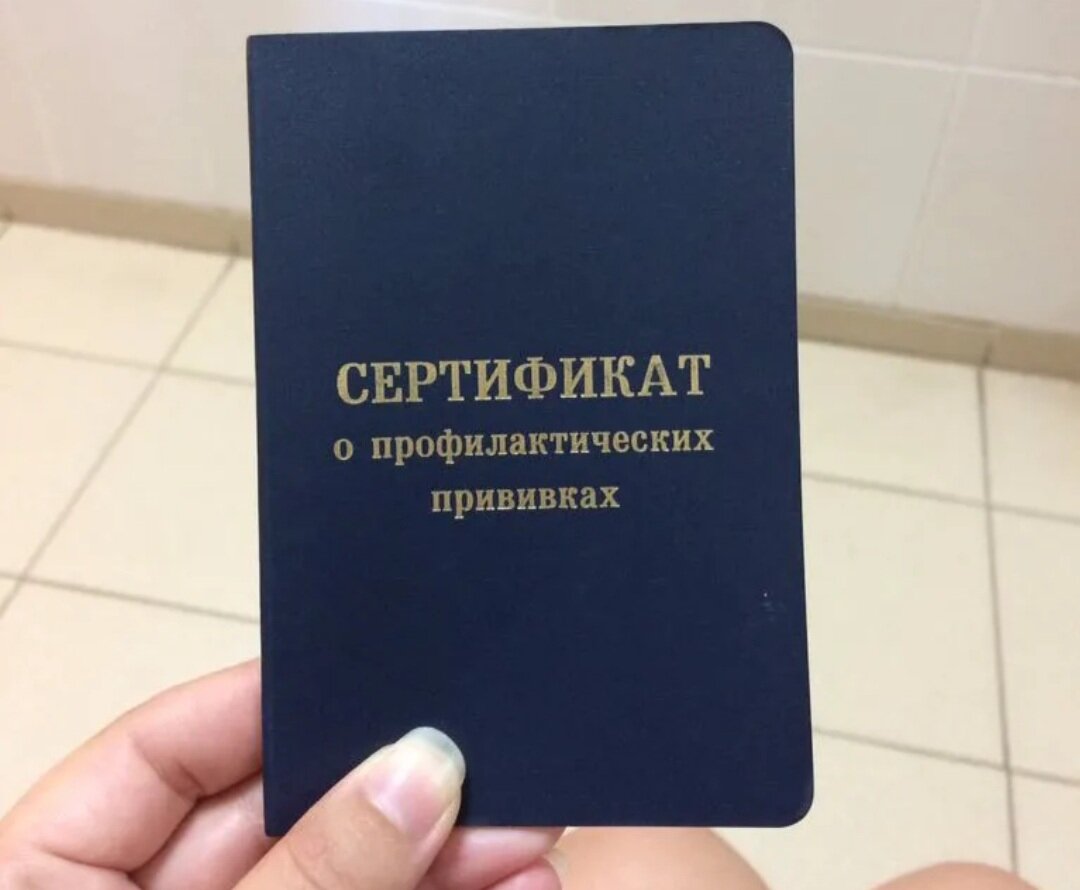 СЕРТИФИКАТ
о профилактических
прививках